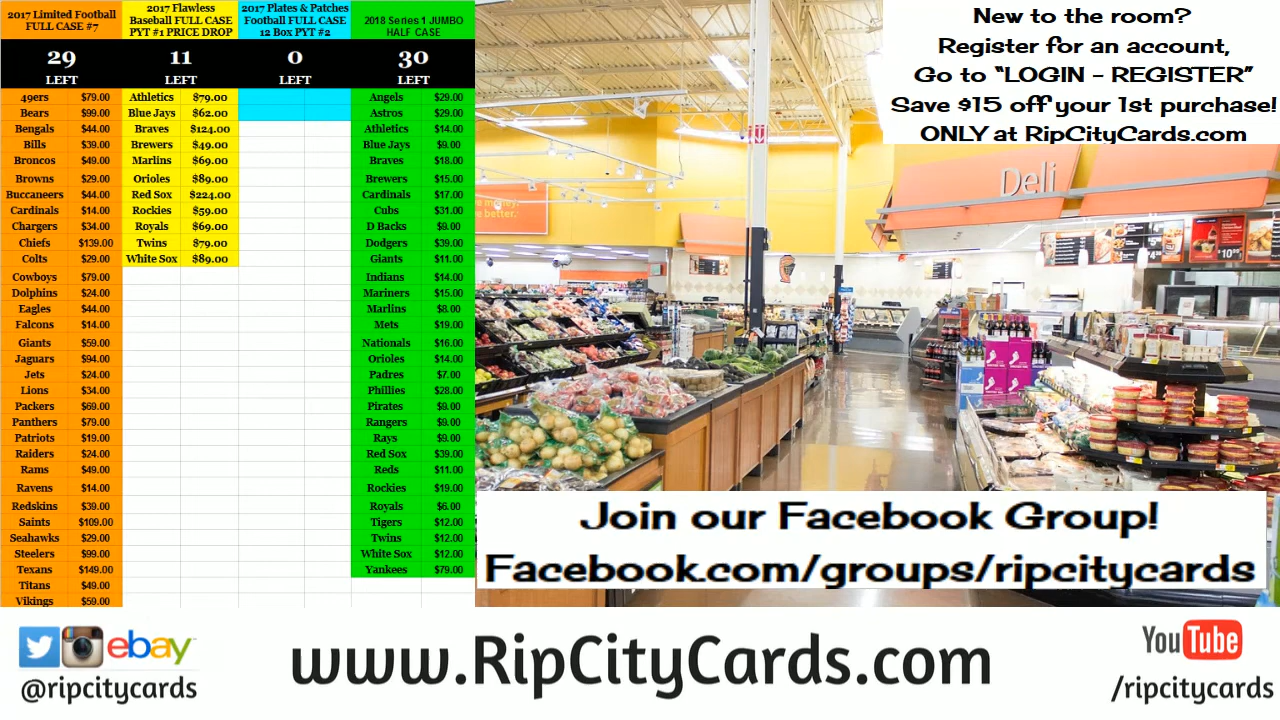 2017 Limited Football
FULL CASE #7
29
LEFT
49ers $79.00
Bears $99.00
Bengals $44.00
Bills $39.00
Broncos $49.00
Browns $29.00
Buccaneers $44.00
Cardinals $14.00
Chargers $34.00
Chiefs $139.00
Colts $29.00
Cowboys $79.00
Dolphins $24.00
Eagles $44.00
Falcons $14.00
Giants $59.00
Jaguars $94.00
Jets $24.00
Lions $34.00
Packers $69.00
Panthers $79.00
Patriots $19.00
Raiders $24.00
Rams $49.00
Ravens $14.00
Redskins $39.00
Saints $109.00
Seahawks $29.00
Steelers $99.00
Texans $149.00
Titans $49.00
Vikings $59.00
2017 Flawless
Baseball FULL CASE
PYT #1 PRICE DROP
11
LEFT
Athletics $79.00
Blue Jays $62.00
Braves $124.00
Brewers $49.00
Marlins $69.00
Orioles $89.00
Red Sox $224.00
Rockies $59.00
Royals $69.00
Twins $79.00
White Sox $89.00
2017 Plates & Patches
Football FULL CASE
12 Box PYT #2
0
LEFT
2018 Series 1 JUMBO
HALF CASE
30
LEFT
Angels $29.00
Astros $29.00
Athletics $14.00
Blue Jays $9.00
Braves $18.00
Brewers $15.00
Cardinals $17.00
Cubs $31.00
D Backs $9.00
Dodgers $39.00
Giants $11.00
Indians $14.00
Mariners $15.00
Marlins $8.00
Mets $19.00
Nationals $16.00
Orioles $14.00
Padres $7.00
Phillies $28.00
Pirates $9.00
Rangers $9.00
Rays $9.00
Red Sox $39.00
Reds $11.00
Rockies $19.00
Royals $6.00
Tigers $12.00
Twins $12.00
White Sox $12.00
Yankees $79.00
New to the room?
Register for an account,
Go to “LOGIN - REGISTER”
Save $15 off your 1st purchase!
ONLY at RipCityCards.com
Deli
better.
Join our Facebook Group!
Facebook.com/groups/ripcitycards
ebay
@ripcitycards
www.RipCityCards.com
YouTube
/ripcitycards